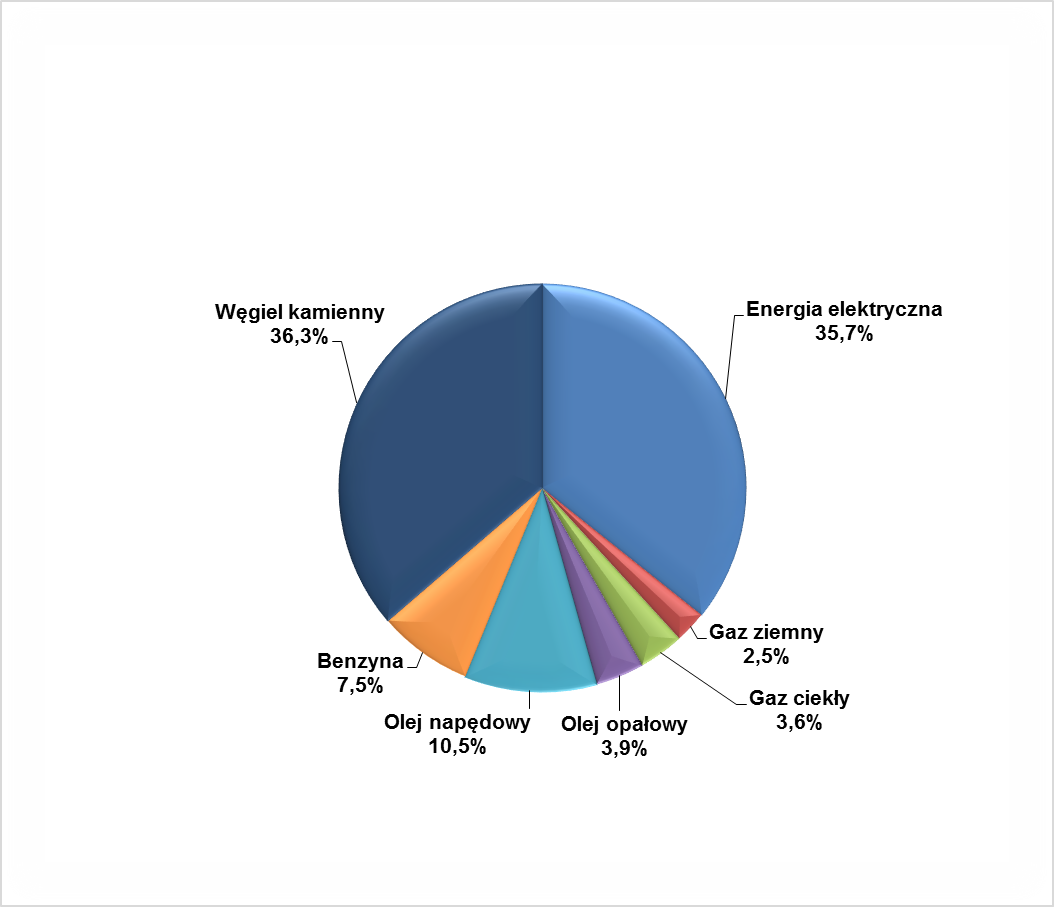 Węgiel kamienny
36,3%
Energia elektryczna
35,7%
Gaz ziemny
2,5%
Gaz ciekły
3,6%
Olej opałowy
3,9%
Olej napędowy
10,5%
Benzyna
7,5%